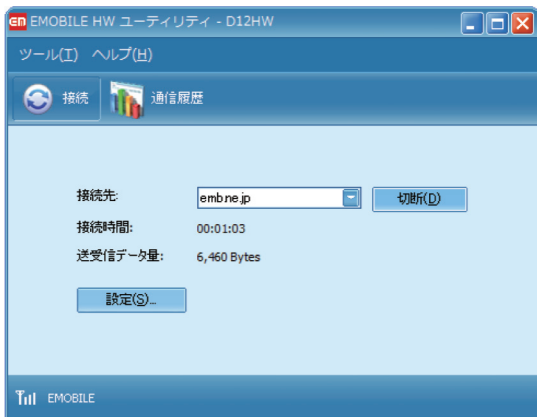 EM EMOBILE HW ユーティリティ - D12HW
ツール(T) ヘルプ(H)
接続 通信履歴
接続先: emb.ne.jp 切断(D)
接続時間: 00:01:03
送受信データ量: 6,460 Bytes
設定(S)...
EMOBILE